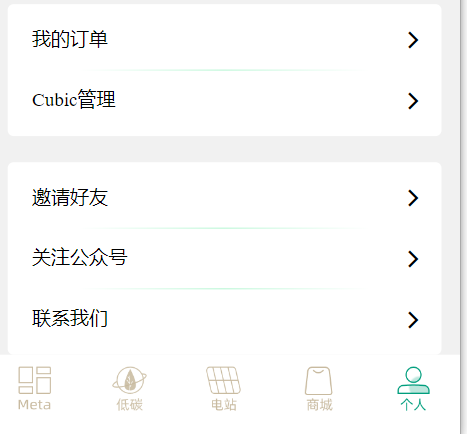 我的订单
Cubic管理
邀请好友
关注公众号
联系我们
Meta 低碳 电站 商城 个人